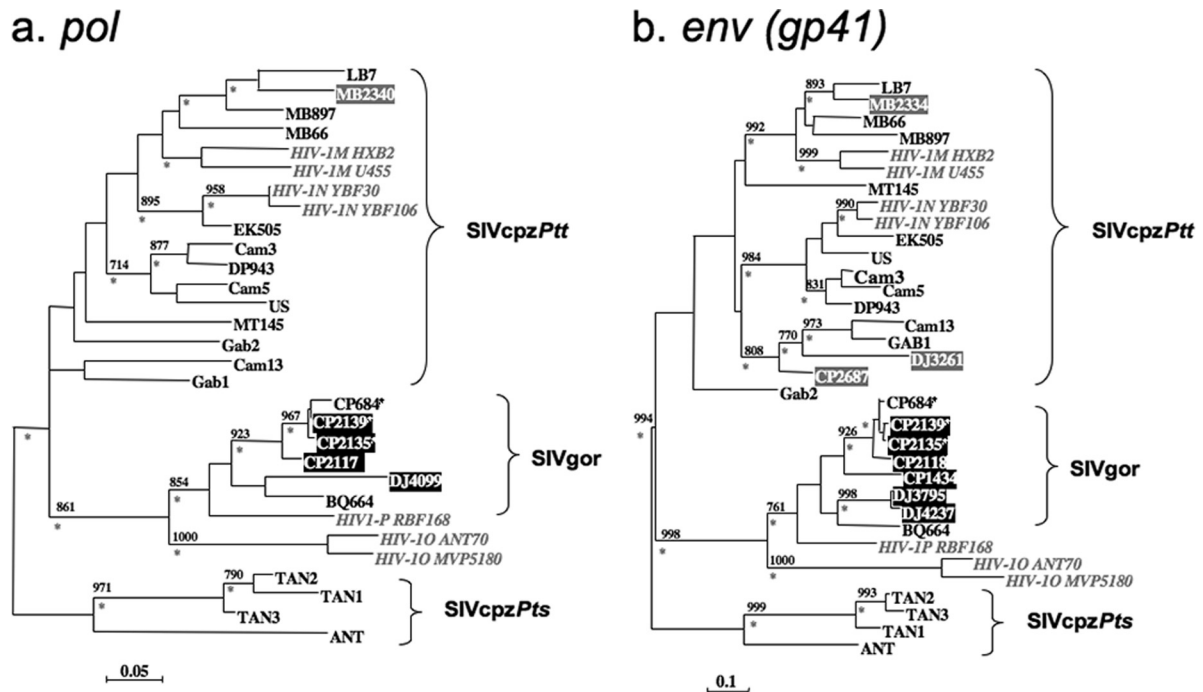 a. pol
LB7
MB2340
MB897
MB66
HIV-1M HXB2
HIV-1M U455
958
HIV-1N YBF30
895
HIV-1N YBF106
EK505
877
Cam3
714
DP943
Cam5
US
MT145
Gab2
Cam13
Gab1
SIVcpzPtt
CP684*
967
CP2139*
923
CP2135*
CP2117
854
DJ4099
BQ664
SIVgor
861
HIV1-P RBF168
1000
HIV-1O ANT70
HIV-1O MVP5180
790
TAN2
971
TAN1
TAN3
ANT
SIVcpzPts
0.05
b. env (gp41)
893
LB7
MB2334
MB66
992
MB897
999
HIV-1M HXB2
HIV-1M U455
MT145
990
HIV-1N YBF30
HIV-1N YBF106
EK505
984
US
Cam3
831
Cam5
DP943
973
Cam13
770
GAB1
808
DJ3261
CP2687
Gab2
SIVcpzPtt
994
CP684*
926
CP2139*
CP2135*
CP2118
CP1434
998
DJ3795
761
DJ4237
BQ664
SIVgor
998
HIV-1P RBF168
1000
HIV-1O ANT70
HIV-1O MVP5180
993
TAN2
999
TAN3
TAN1
ANT
SIVcpzPts
0.1